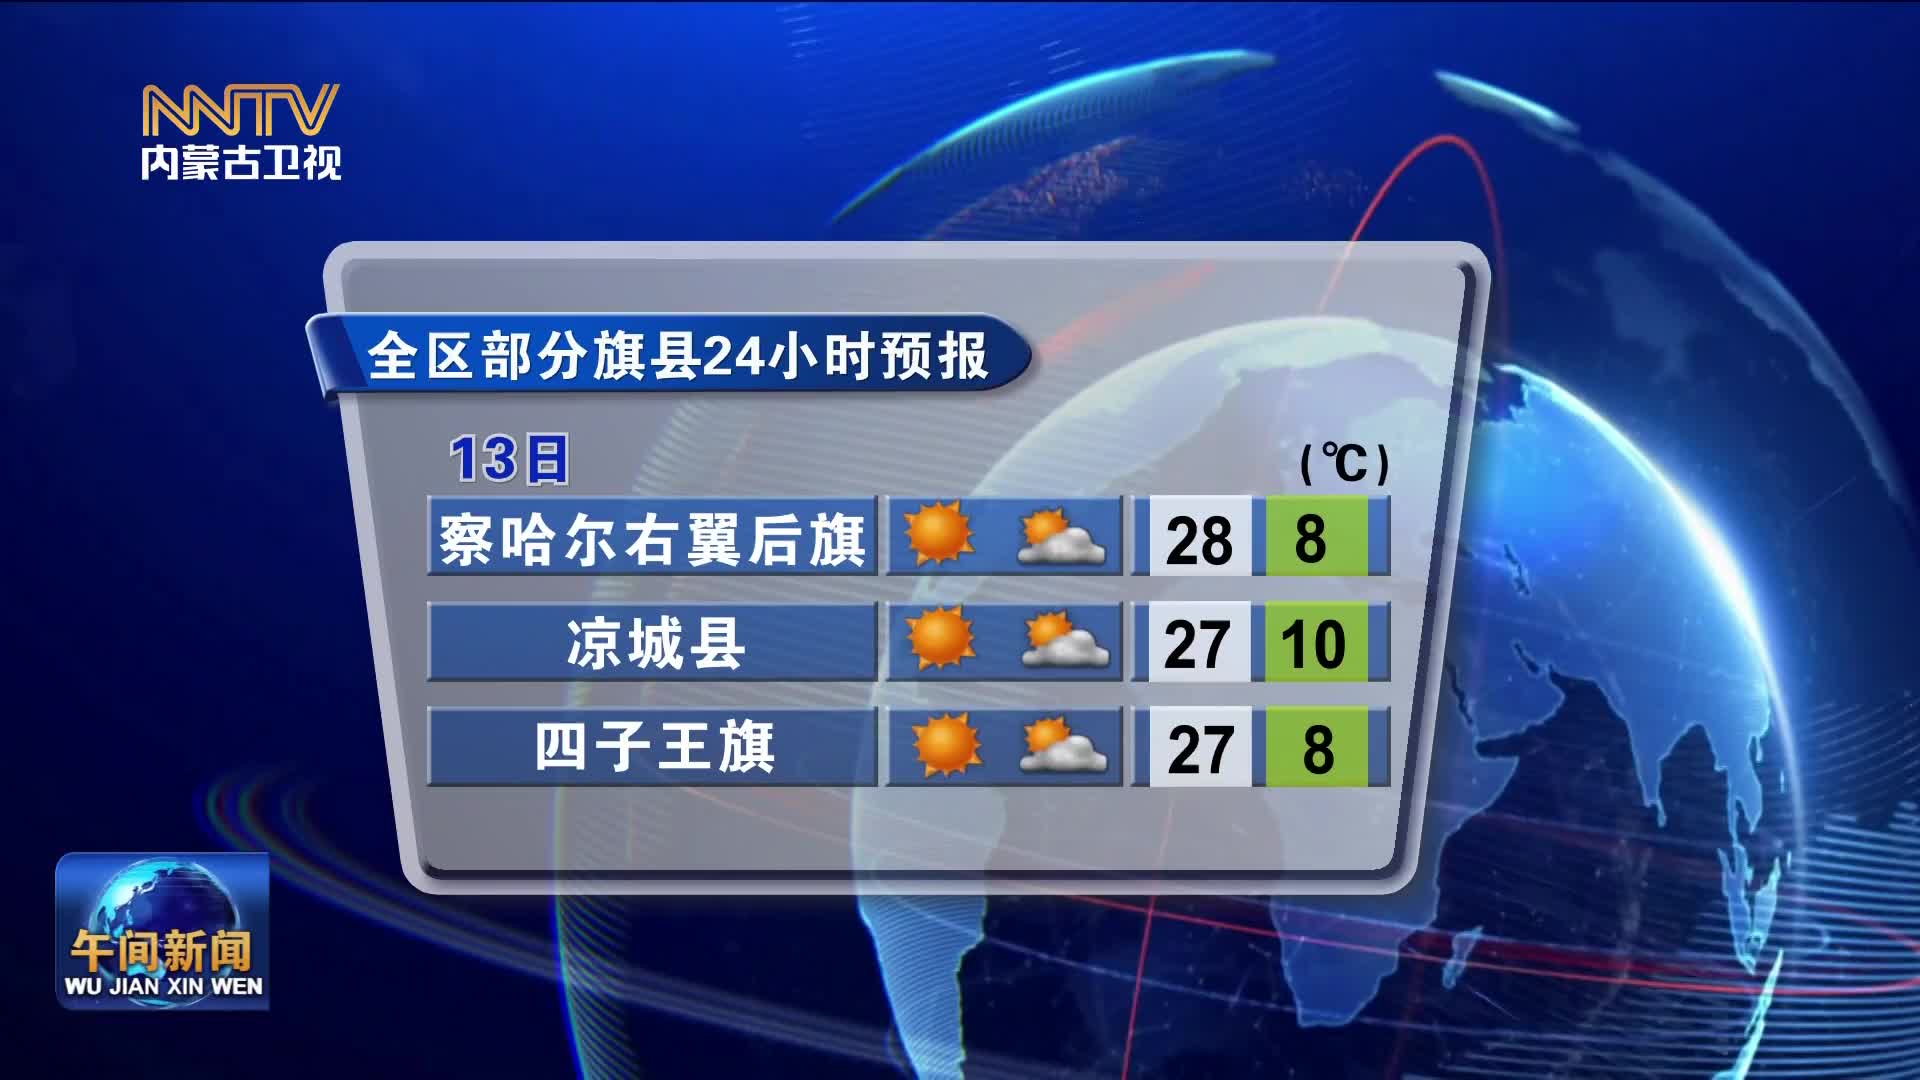 NNTV
内蒙古卫视
全区部分旗县24小时预报
13日 (℃)
察哈尔右翼后旗 28 8
凉城县 27 10
四子王旗 27 8
午间新闻
WU JIAN XIN WEN